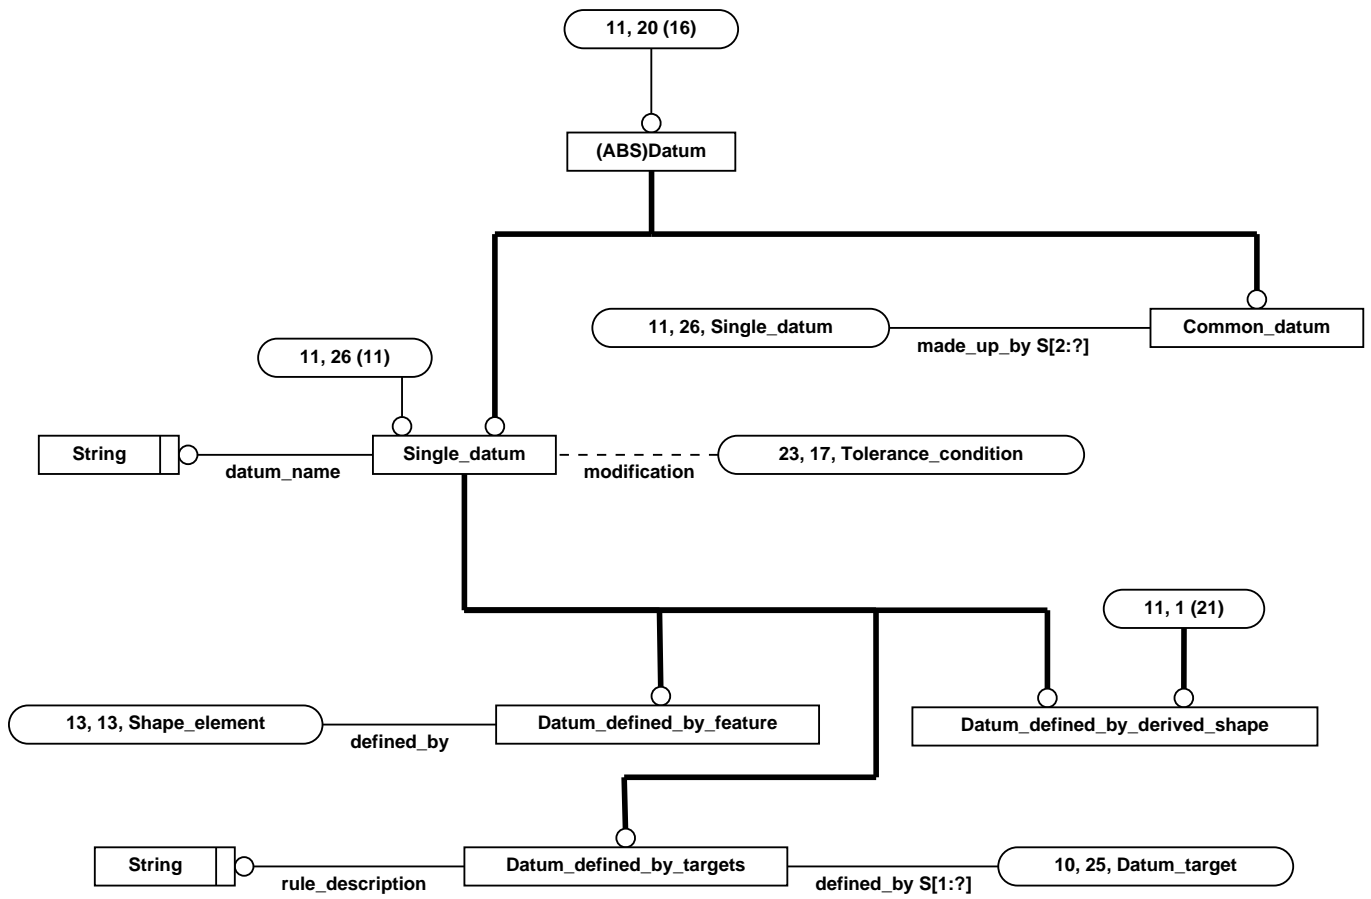 11, 20 (16)
(ABS)Datum
11, 26, Single_datum
made_up_by S[2:?]
Common_datum
11, 26 (11)
String
datum_name
Single_datum
modification
23, 17, Tolerance_condition
11, 1 (21)
13, 13, Shape_element
defined_by
Datum_defined_by_feature
Datum_defined_by_derived_shape
String
rule_description
Datum_defined_by_targets
defined_by S[1:?]
10, 25, Datum_target